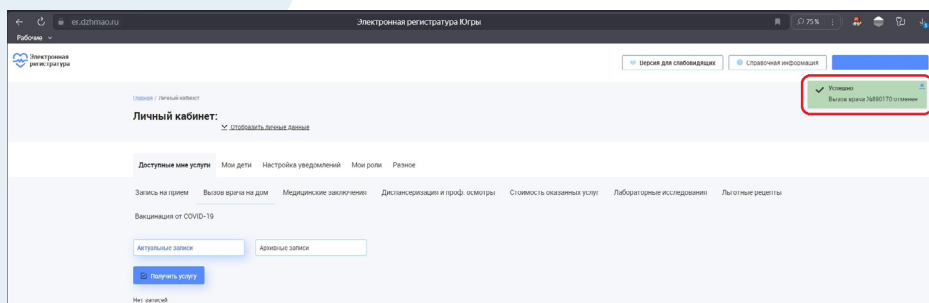 er.dzhmao.ru
Электронная регистратура Югры
75 %
Рабочие
Электронная
регистратура
Версия для слабовидящих
Справочная информация
Успешно
Вызов врача №880170 отменен
Главная / Личный кабинет
Личный кабинет:
Отобразить личные данные
Доступные мне услуги Мои дети Настройка уведомлений Мои роли Разное
Запись на прием Вызов врача на дом Медицинские заключения Диспансеризация и проф. осмотры Стоимость оказанных услуг Лабораторные исследования Льготные рецепты
Вакцинация от COVID-19
Актуальные записи Архивные записи
Получить услугу
Нет записей